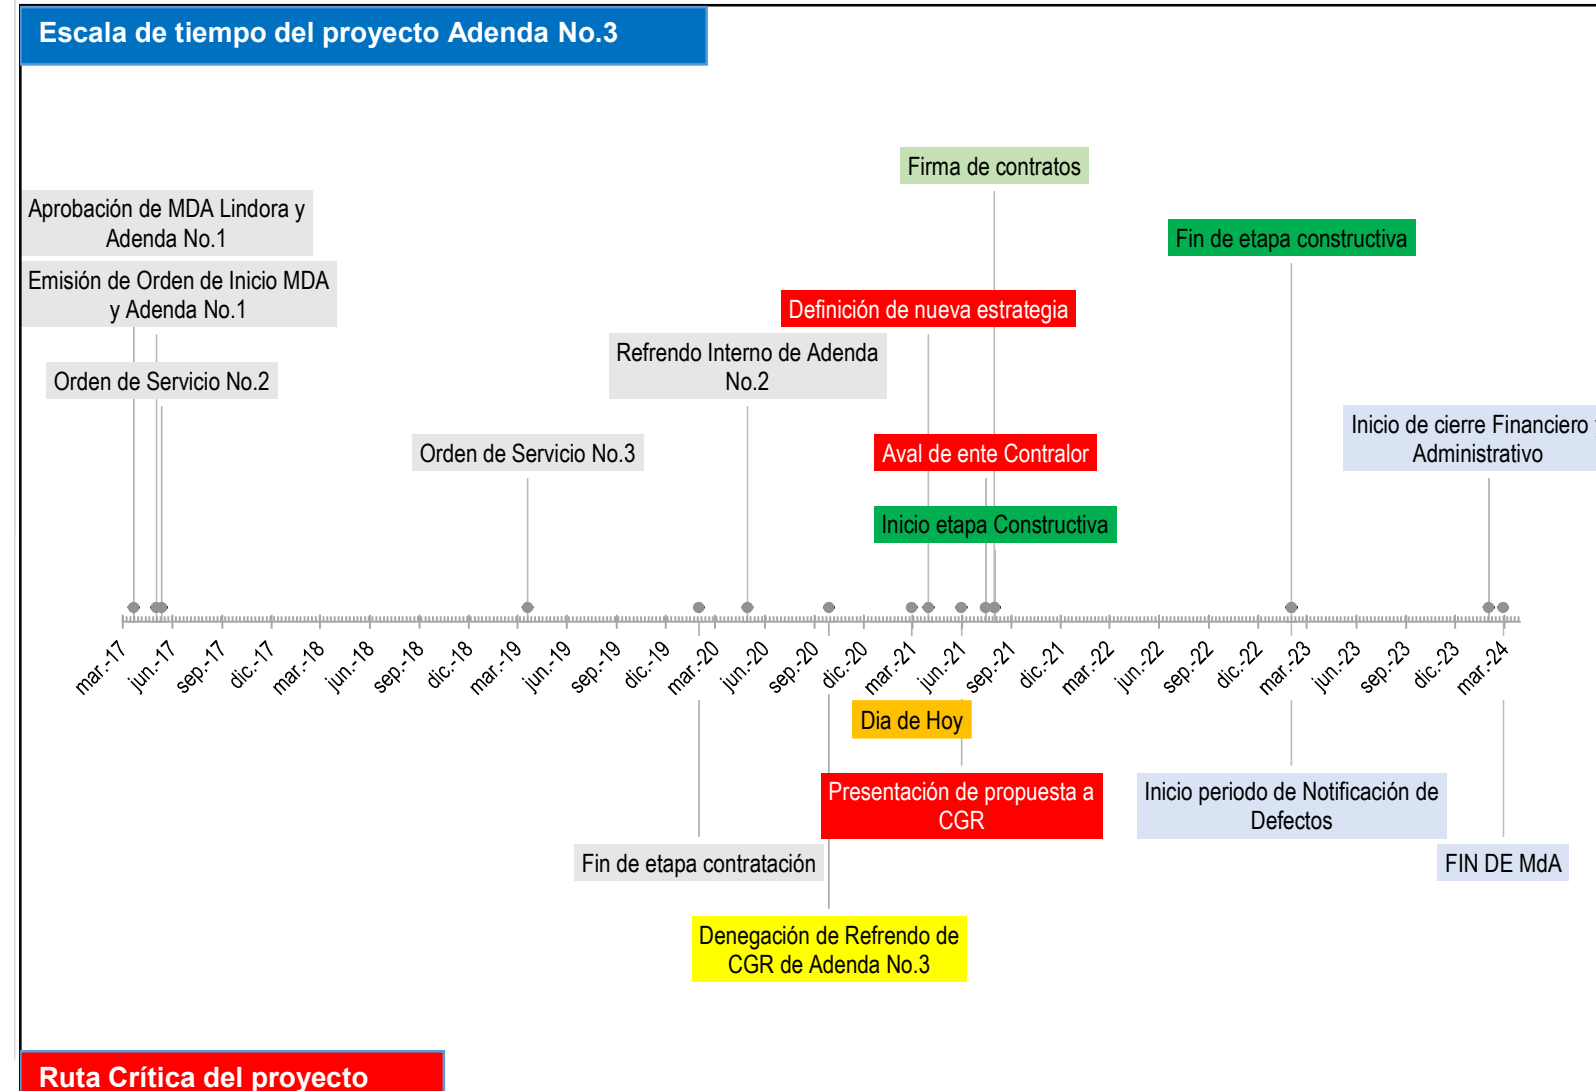 Escala de tiempo del proyecto Adenda No.3
Firma de contratos
Aprobación de MDA Lindora y
Adenda No.1
Fin de etapa constructiva
Emisión de Orden de Inicio MDA
y Adenda No.1
Definición de nueva estrategia
Refrendo Interno de Adenda
No.2
Orden de Servicio No.2
Inicio de cierre Financiero
Administrativo
Orden de Servicio No.3
Aval de ente Contralor
Inicio etapa Constructiva
mar.-17
jun.-17
sep.-17
dic.-17
mar.-18
jun.-18
sep.-18
dic.-18
mar.-19
jun.-19
sep.-19
dic.-19
mar.-20
jun.-20
sep.-20
dic.-20
mar.-21
jun.-21
sep.-21
dic.-21
mar.-22
jun.-22
sep.-22
dic.-22
mar.-23
jun.-23
sep.-23
dic.-23
mar.-24
Dia de Hoy
Presentación de propuesta a
CGR
Inicio periodo de Notificación de
Defectos
Fin de etapa contratación
FIN DE MdA
Denegación de Refrendo de
CGR de Adenda No.3
Ruta Crítica del proyecto